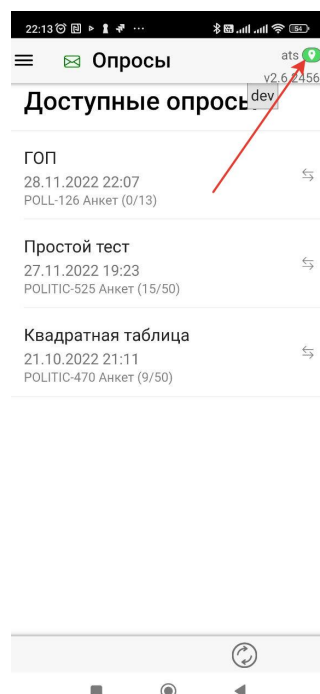 22:13
54
Опросы
ats
v2.6.2456
dev
Доступные опросы
ГОП
28.11.2022 22:07
POLL-126 Анкет (0/13)
Простой тест
27.11.2022 19:23
POLITIC-525 Анкет (15/50)
Квадратная таблица
21.10.2022 21:11
POLITIC-470 Анкет (9/50)